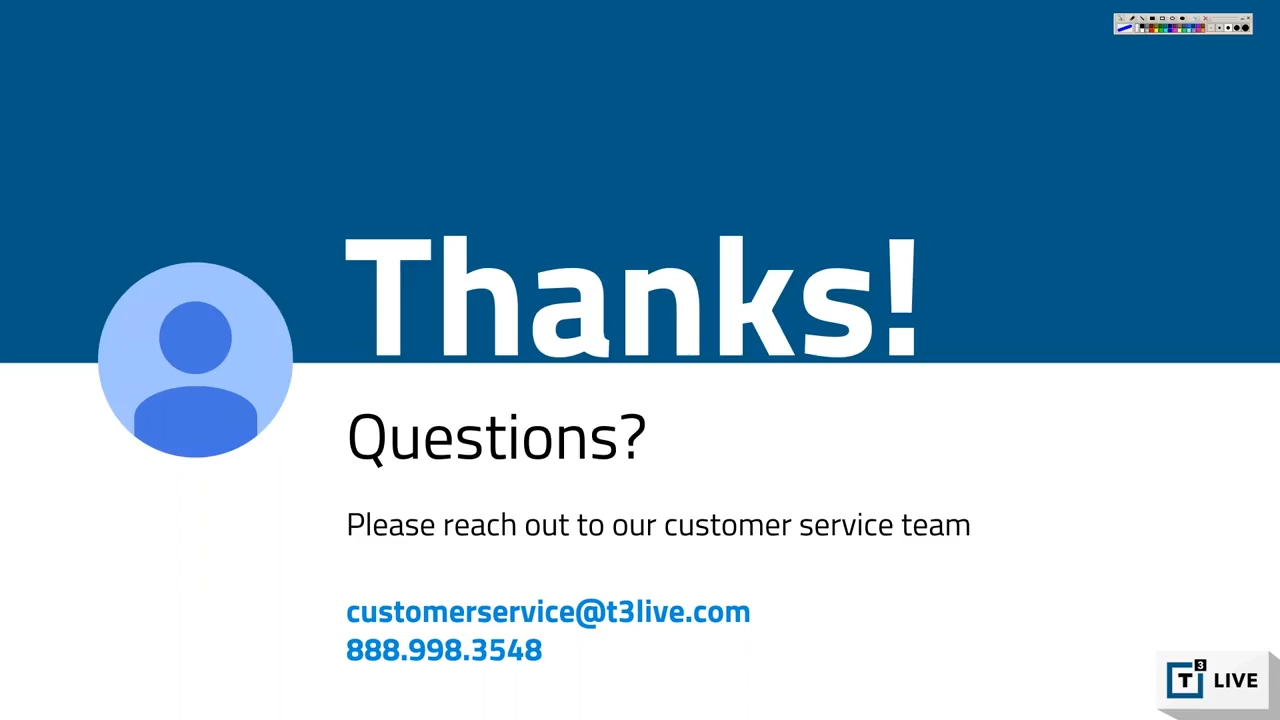 Thanks!
Questions?
Please reach out to our customer service team
customerservice@t3live.com
888.998.3548
T3 LIVE